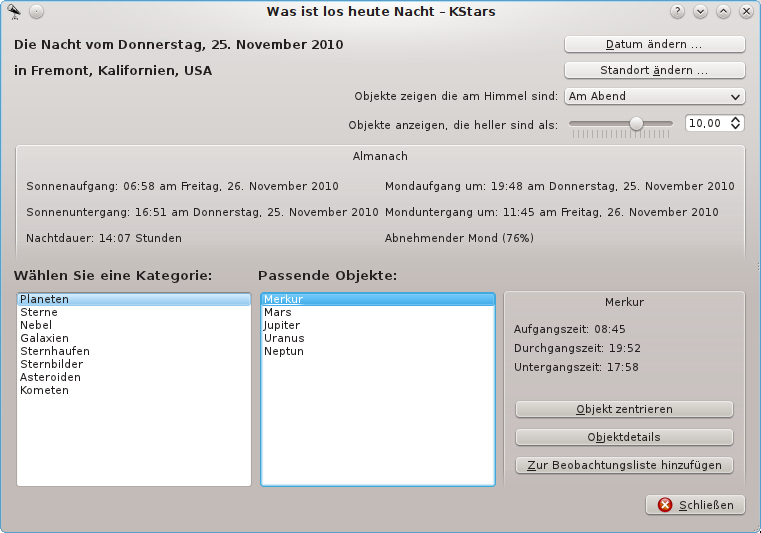 Was ist los heute Nacht – KStars
Die Nacht vom Donnerstag, 25. November 2010
Datum ändern ...
in Fremont, Kalifornien, USA
Standort ändern ...
Objekte zeigen die am Himmel sind: Am Abend
Objekte anzeigen, die heller sind als: 10,00
Almanach
Sonnenaufgang: 06:58 am Freitag, 26. November 2010
Mondaufgang um: 19:48 am Donnerstag, 25. November 2010
Sonnenuntergang: 16:51 am Donnerstag, 25. November 2010
Monduntergang um: 11:45 am Freitag, 26. November 2010
Nachtdauer: 14:07 Stunden
Abnehmender Mond (76%)
Wählen Sie eine Kategorie:
Planeten
Sterne
Nebel
Galaxien
Sternhaufen
Sternbilder
Asteroiden
Kometen
Passende Objekte:
Merkur
Mars
Jupiter
Uranus
Neptun
Merkur
Aufgangszeit: 08:45
Durchgangszeit: 19:52
Untergangszeit: 17:58
Objekt zentrieren
Objektdetails
Zur Beobachtungsliste hinzufügen
Schließen